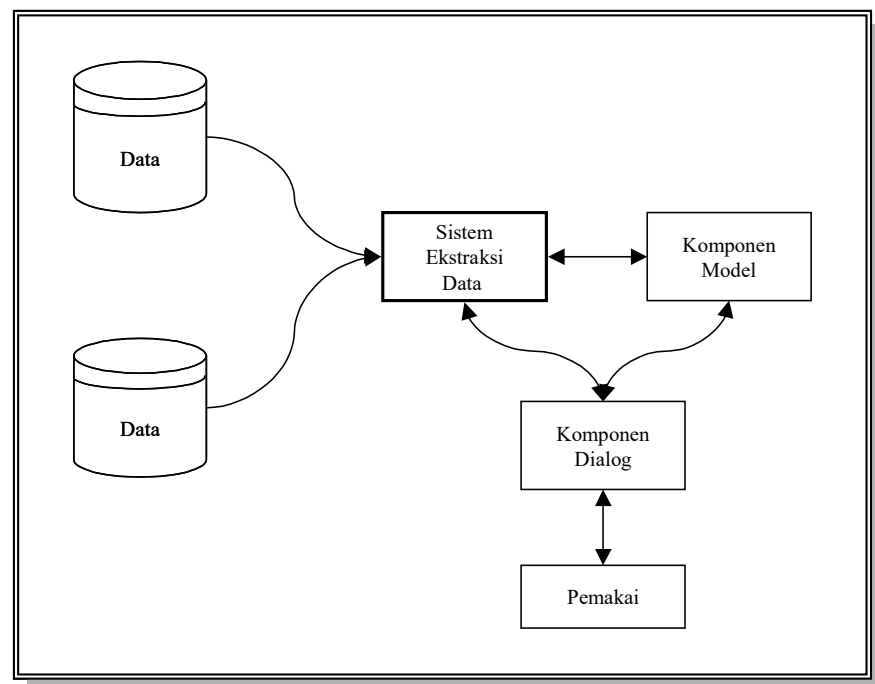 Data
Sistem
Ekstraksi
Data
Komponen
Model
Data
Komponen
Dialog
Pemakai